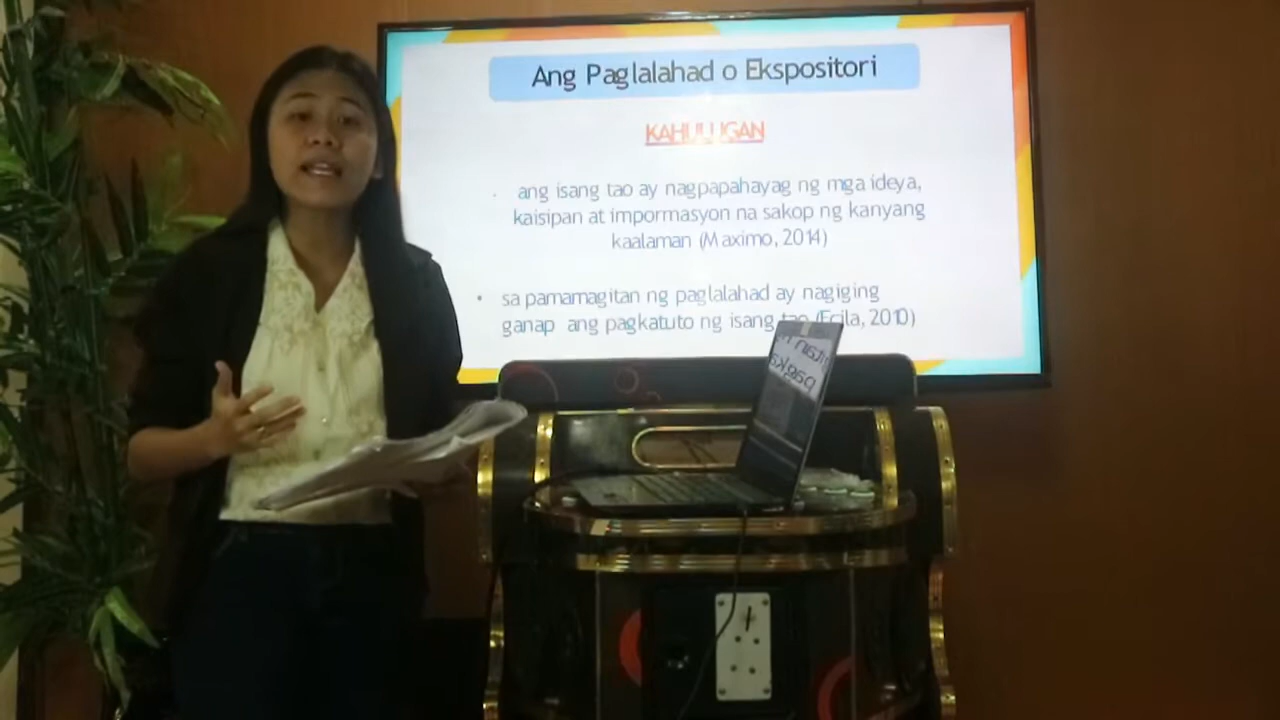 Ang Paglalahad o Ekspositori
KAHULUGAN
ang isang tao ay nagpapahayag ng mga ideya,
kaisipan at impormasyon na sakop ng kanyang
kaalaman (Maximo, 2014)
• sa pamamagitan ng paglalahad ay nagiging
ganap ang pagkatuto ng isang tao (Ecila, 2010)